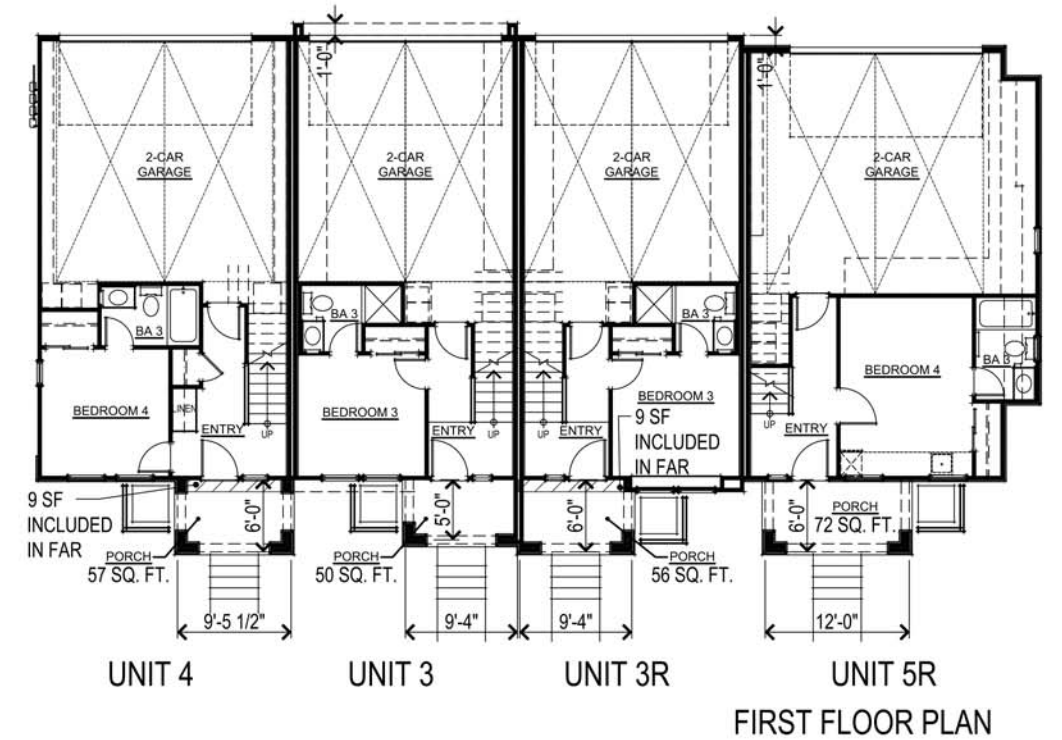 1'-0"
1'-0"
2-CAR
GARAGE
2-CAR
GARAGE
2-CAR
GARAGE
2-CAR
GARAGE
BA 3
BA 3
BA 3
BA 3
BEDROOM 4
LINEN
ENTRY
UP
BEDROOM 3
ENTRY
UP
UP
ENTRY
BEDROOM 3
9 SF
INCLUDED
IN FAR
UP
ENTRY
BEDROOM 4
9 SF
INCLUDED
IN FAR
6'-0"
5'-0"
6'-0"
6'-0"
PORCH
57 SQ. FT.
PORCH
50 SQ. FT.
PORCH
56 SQ. FT.
PORCH
72 SQ. FT.
9'-5 1/2"
9'-4"
9'-4"
12'-0"
UNIT 4
UNIT 3
UNIT 3R
UNIT 5R
FIRST FLOOR PLAN